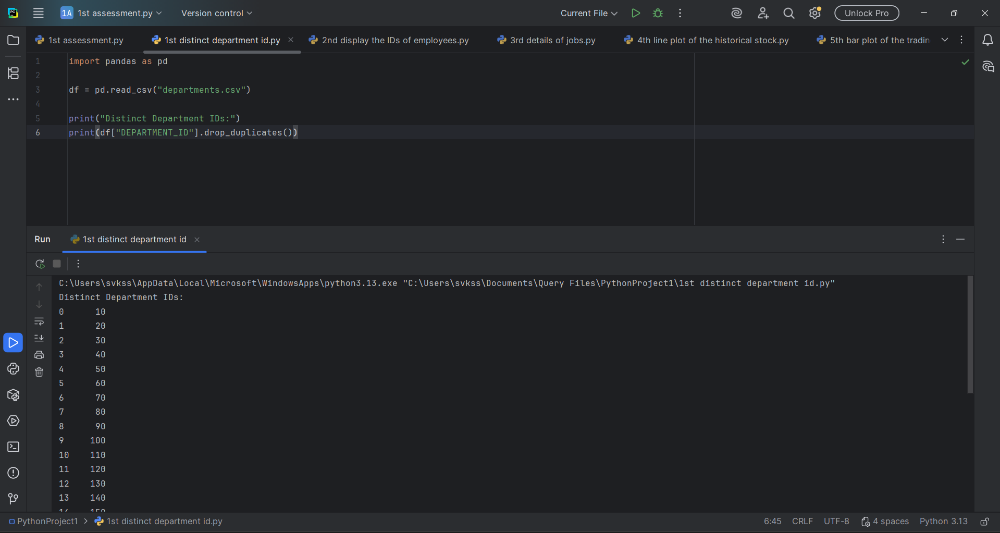 1A 1st assessment.py Version control Current File Unlock Pro
1st assessment.py 1st distinct department id.py 2nd display the IDs of employees.py 3rd details of jobs.py 4th line plot of the historical stock.py 5th bar plot of the tradin
1 import pandas as pd
2
3 df = pd.read_csv("departments.csv")
4
5 print("Distinct Department IDs:")
6 print(df["DEPARTMENT_ID"].drop_duplicates())
Run 1st distinct department id
C:\Users\svkss\AppData\Local\Microsoft\WindowsApps\python3.13.exe "C:\Users\svkss\Documents\Query Files\PythonProject1\1st distinct department id.py"
Distinct Department IDs:
0 10
1 20
2 30
3 40
4 50
5 60
6 70
7 80
8 90
9 100
10 110
11 120
12 130
13 140
PythonProject1 > 1st distinct department id.py 6:45 CRLF UTF-8 4 spaces Python 3.13